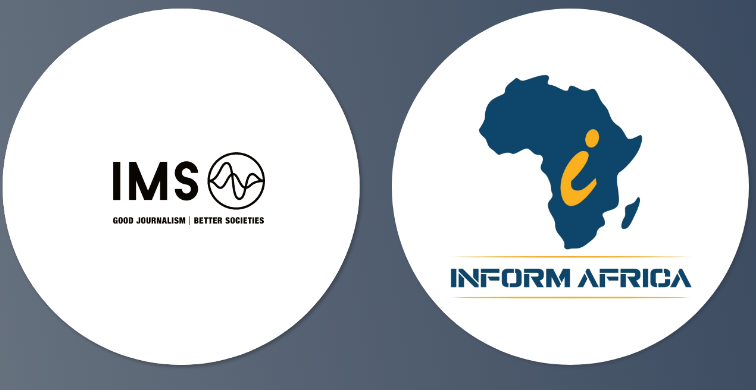 IMS
GOOD JOURNALISM | BETTER SOCIETIES
i
INFORM AFRICA